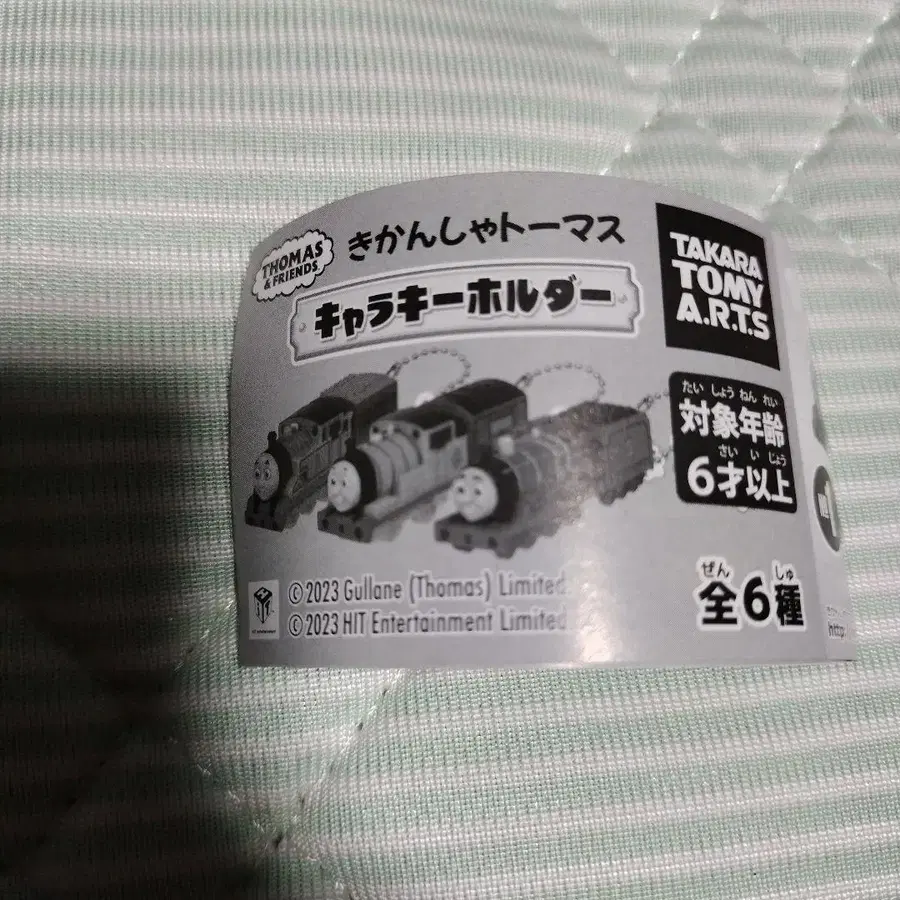 THOMAS
& FRIENDS
きかんしゃトーマス
キャラキーホルダー
TAKARA
TOMY
A.R.T.S
たい しょう ねん れい
対象年齢
さい い じょう
6才以上
ぜん しゅ
全6種
© 2023 Gullane (Thomas) Limited.
© 2023 HIT Entertainment Limited.
HIT entertainment
http: